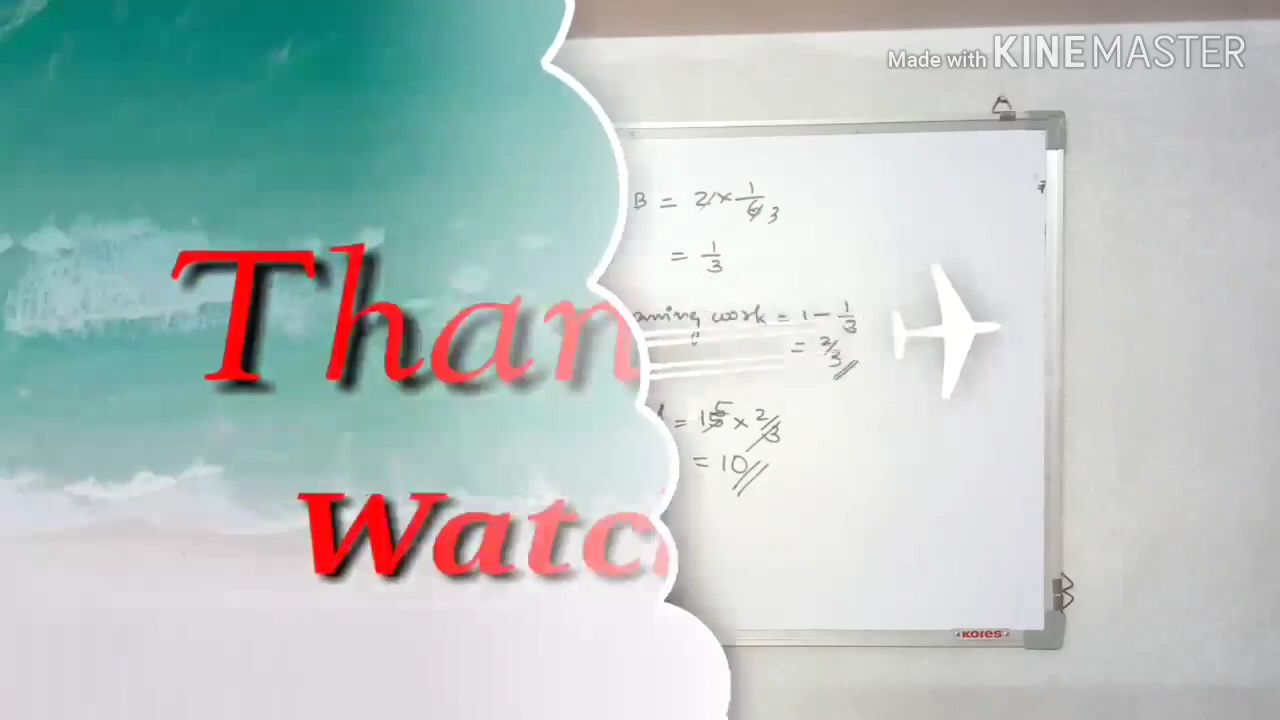 Made with KINEMASTER
B = 2 × 1/6 3
= 1/3
aining work = 1 - 1/3
= 2/3
= 15 5 × 2/3
= 10
Than
Watc
Kores